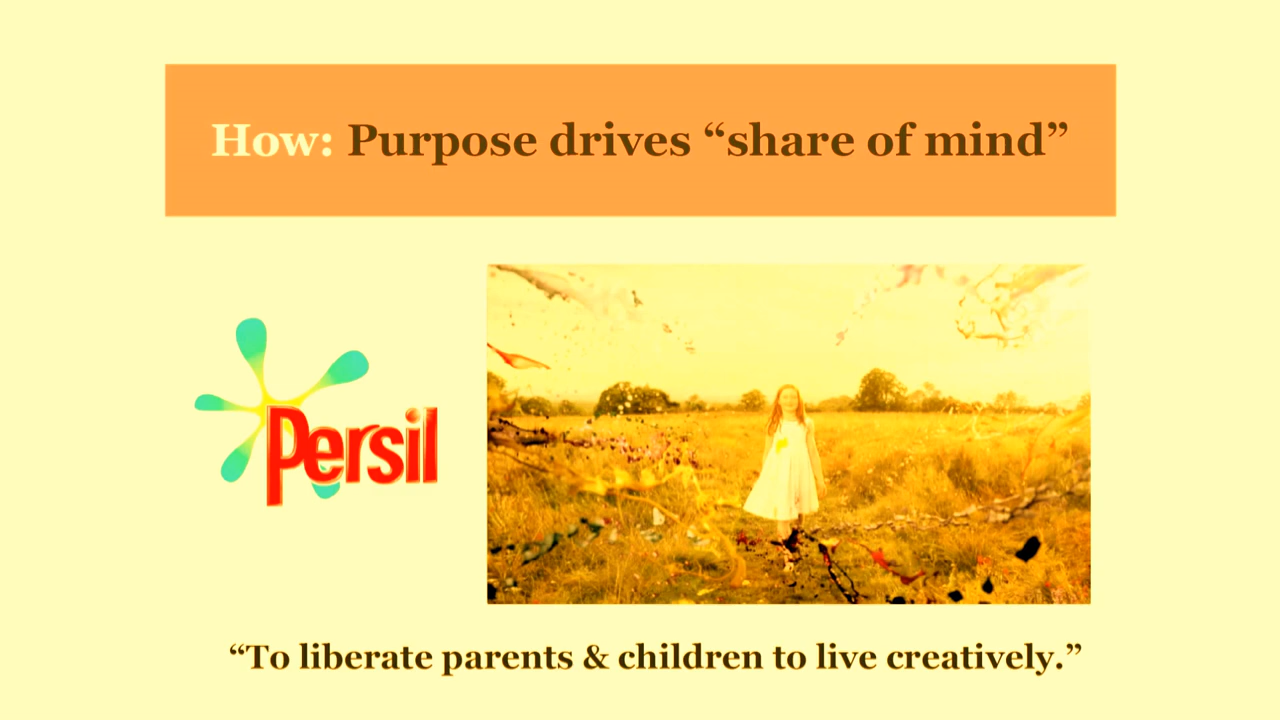 How: Purpose drives “share of mind”
Persil
“To liberate parents & children to live creatively.”